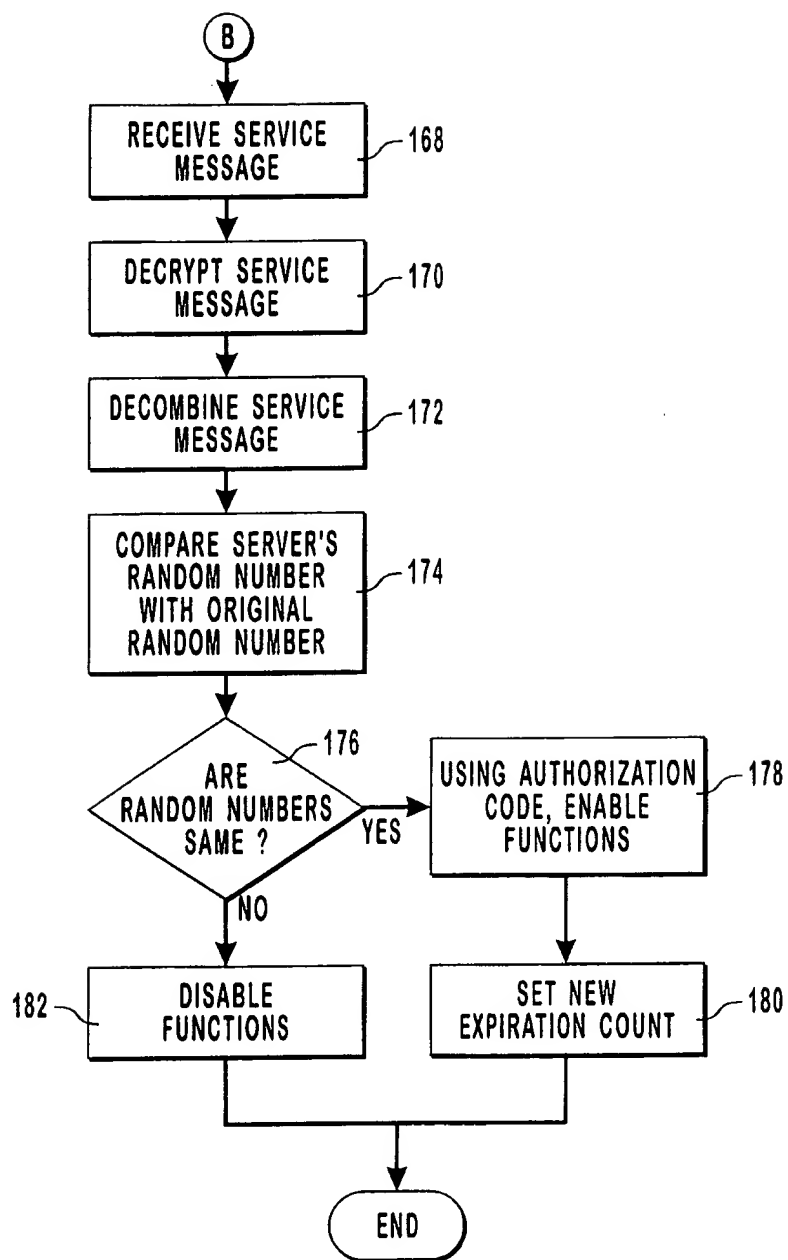 B
RECEIVE SERVICE
MESSAGE
168
DECRYPT SERVICE
MESSAGE
170
DECOMBINE SERVICE
MESSAGE
172
COMPARE SERVER'S
RANDOM NUMBER
WITH ORIGINAL
RANDOM NUMBER
174
176
ARE
RANDOM NUMBERS
SAME ?
YES
NO
USING AUTHORIZATION
CODE, ENABLE
FUNCTIONS
178
182
DISABLE
FUNCTIONS
SET NEW
EXPIRATION COUNT
180
END